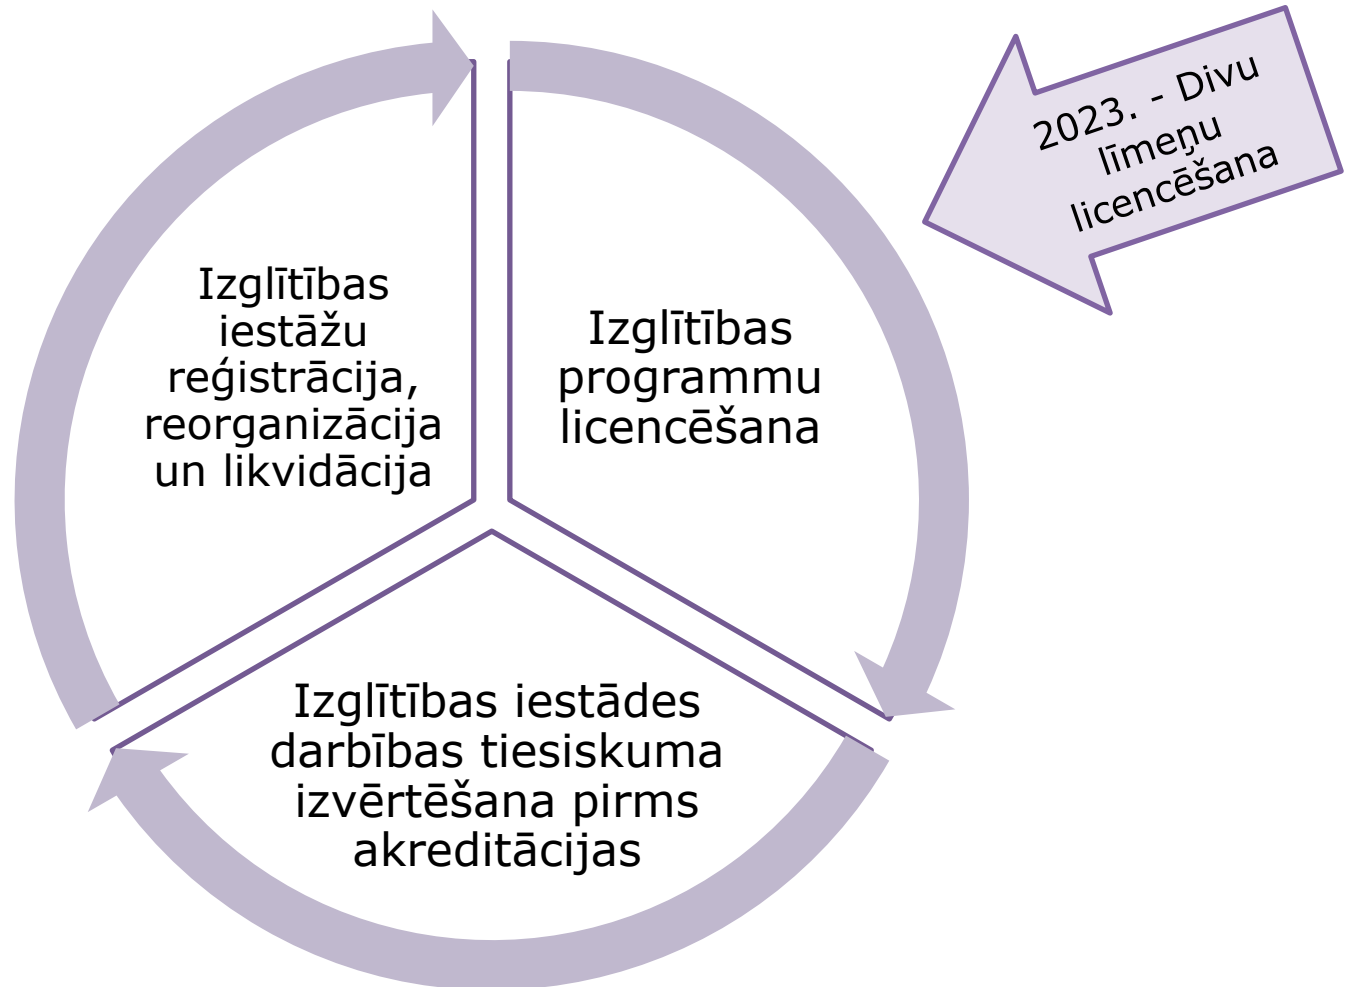 Izglītības
iestāžu
reģistrācija,
reorganizācija
un likvidācija
Izglītības
programmu
licencēšana
Izglītības iestādes
darbības tiesiskuma
izvērtēšana pirms
akreditācijas
2023. - Divu
līmeņu
licencēšana